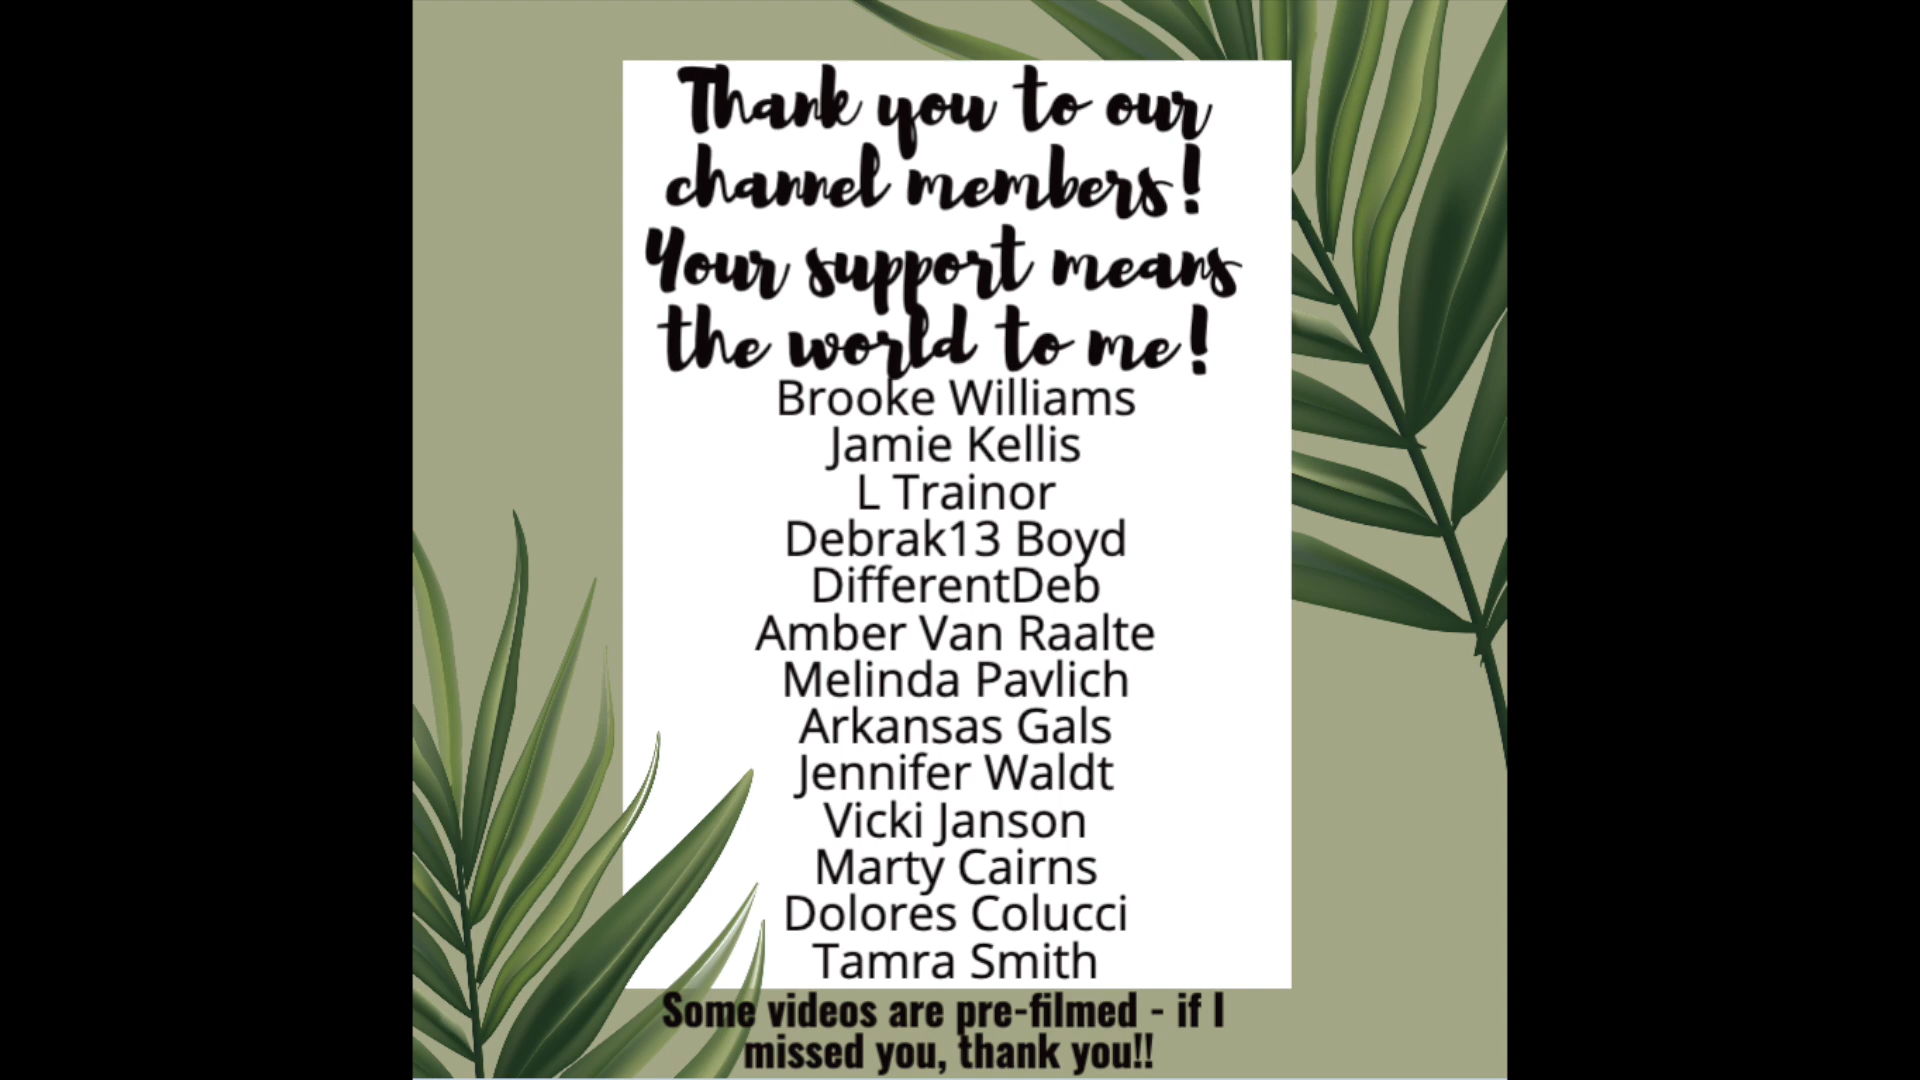 Thank you to our
channel members!
Your support means
the world to me!
Brooke Williams
Jamie Kellis
L Trainor
Debrak13 Boyd
DifferentDeb
Amber Van Raalte
Melinda Pavlich
Arkansas Gals
Jennifer Waldt
Vicki Janson
Marty Cairns
Dolores Colucci
Tamra Smith
Some videos are pre-filmed - if I
missed you, thank you!!